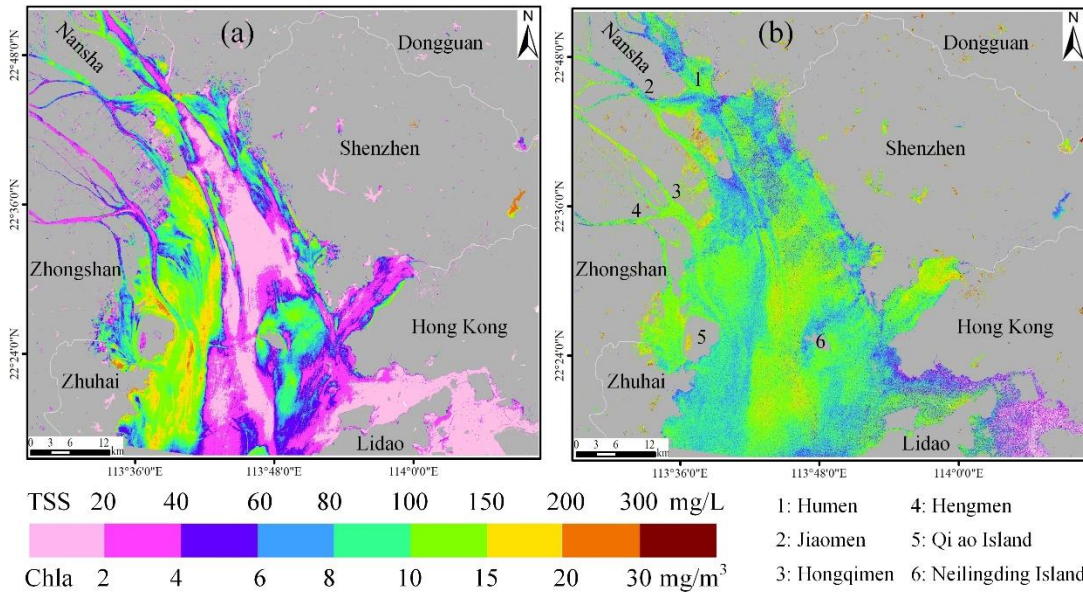 (a)
N
Nansha
Dongguan
Shenzhen
Zhongshan
Hong Kong
Zhuhai
Lidao
22°48'0"N
22°36'0"N
22°24'0"N
0 3 6 12
km
113°36'0"E 113°48'0"E 114°0'0"E
(b)
N
Nansha
Dongguan
1
2
Shenzhen
3
4
Zhongshan
Hong Kong
5
6
Zhuhai
Lidao
22°48'0"N
22°36'0"N
22°24'0"N
0 3 6 12
km
113°36'0"E 113°48'0"E 114°0'0"E
TSS 20 40 60 80 100 150 200 300 mg/L
Chla 2 4 6 8 10 15 20 30 mg/m³
1: Humen 4: Hengmen
2: Jiaomen 5: Qi ao Island
3: Hongqimen 6: Neilingding Island